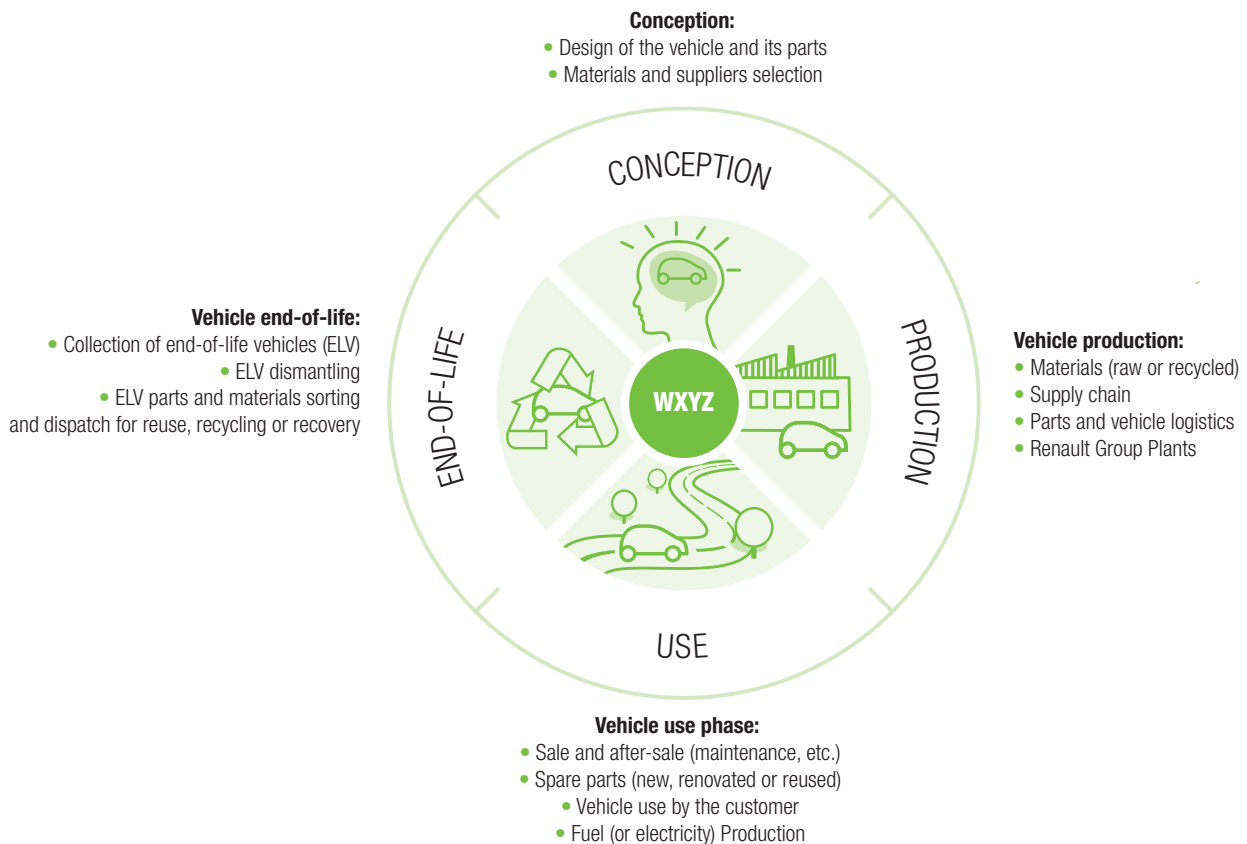 Conception:
• Design of the vehicle and its parts
• Materials and suppliers selection
CONCEPTION
Vehicle end-of-life:
• Collection of end-of-life vehicles (ELV)
• ELV dismantling
• ELV parts and materials sorting
and dispatch for reuse, recycling or recovery
END-OF-LIFE
WXYZ
PRODUCTION
Vehicle production:
• Materials (raw or recycled)
• Supply chain
• Parts and vehicle logistics
• Renault Group Plants
USE
Vehicle use phase:
• Sale and after-sale (maintenance, etc.)
• Spare parts (new, renovated or reused)
• Vehicle use by the customer
• Fuel (or electricity) Production